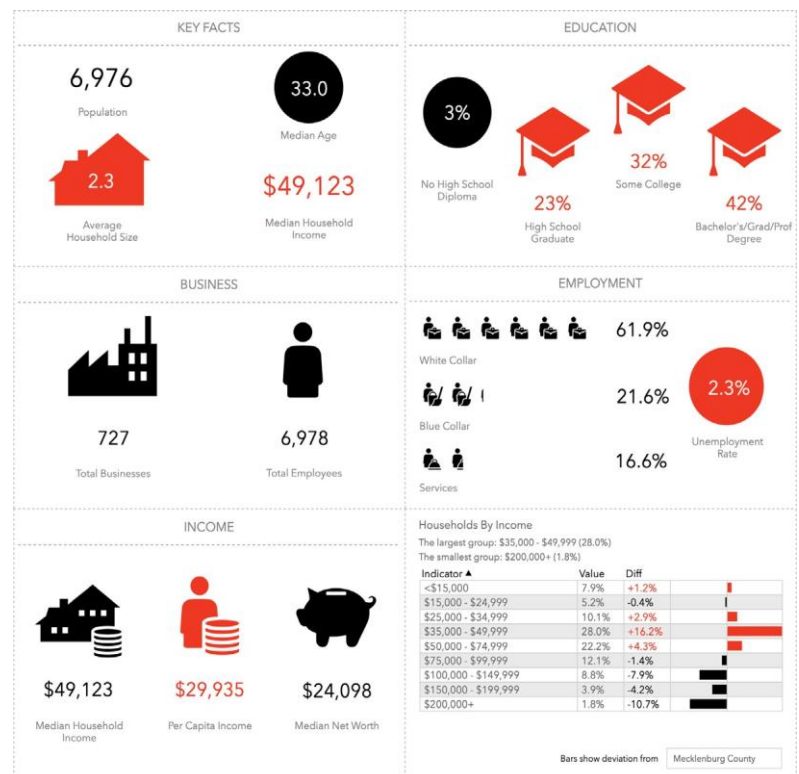 KEY FACTS
6,976
Population
33.0
Median Age
2.3
Average
Household Size
$49,123
Median Household
Income
EDUCATION
3%
No High School
Diploma
23%
High School
Graduate
32%
Some College
42%
Bachelor's/Grad/Prof
Degree
BUSINESS
727
Total Businesses
6,978
Total Employees
EMPLOYMENT
61.9%
White Collar
21.6%
Blue Collar
16.6%
Services
2.3%
Unemployment
Rate
INCOME
$49,123
Median Household
Income
$29,935
Per Capita Income
$24,098
Median Net Worth
Households By Income
The largest group: $35,000 - $49,999 (28.0%)
The smallest group: $200,000+ (1.8%)
Indicator ▲ Value Diff
<$15,000 7.9% +1.2%
$15,000 - $24,999 5.2% -0.4%
$25,000 - $34,999 10.1% +2.9%
$35,000 - $49,999 28.0% +16.2%
$50,000 - $74,999 22.2% +4.3%
$75,000 - $99,999 12.1% -1.4%
$100,000 - $149,999 8.8% -7.9%
$150,000 - $199,999 3.9% -4.2%
$200,000+ 1.8% -10.7%
Bars show deviation from Mecklenburg County